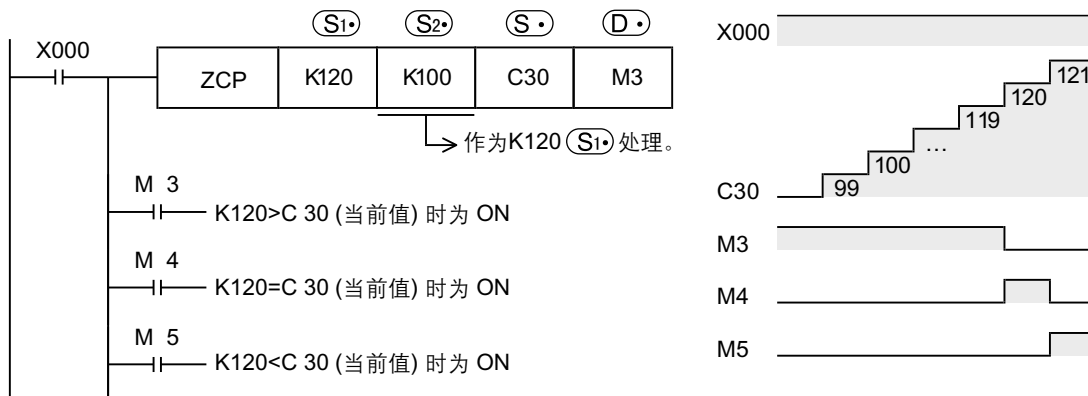 S1• S2• S • D •
X000
ZCP K120 K100 C30 M3
作为K120 S1• 处理。
M 3
K120>C 30 (当前值) 时为 ON
M 4
K120=C 30 (当前值) 时为 ON
M 5
K120<C 30 (当前值) 时为 ON
X000
121
120
119
…
100
99
C30
M3
M4
M5